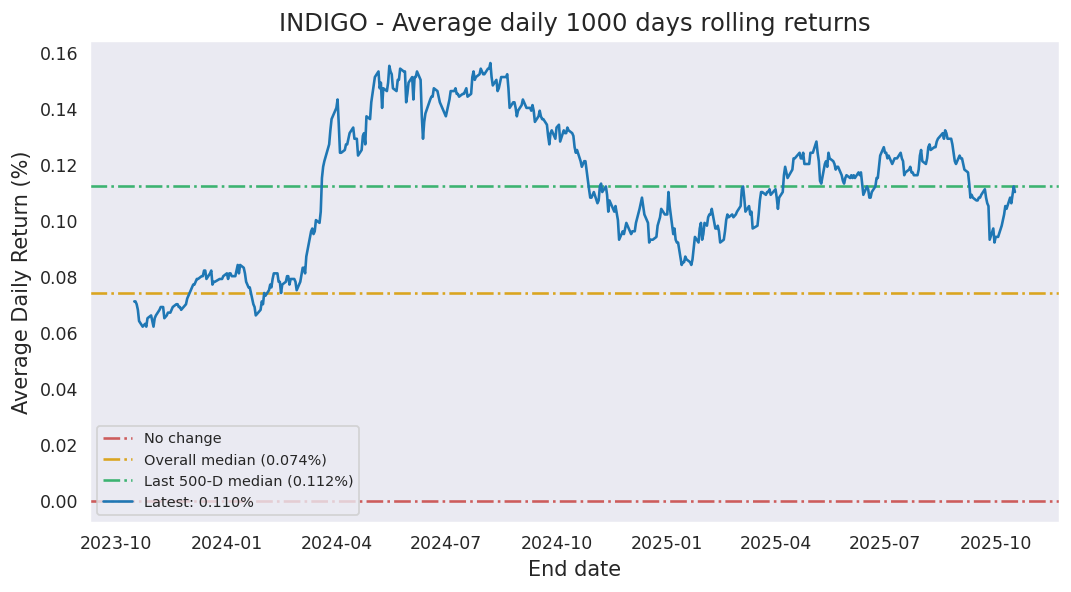 INDIGO - Average daily 1000 days rolling returns
Average Daily Return (%)
0.16
0.14
0.12
0.10
0.08
0.06
0.04
0.02
0.00
No change
Overall median (0.074%)
Last 500-D median (0.112%)
Latest: 0.110%
2023-10 2024-01 2024-04 2024-07 2024-10 2025-01 2025-04 2025-07 2025-10
End date